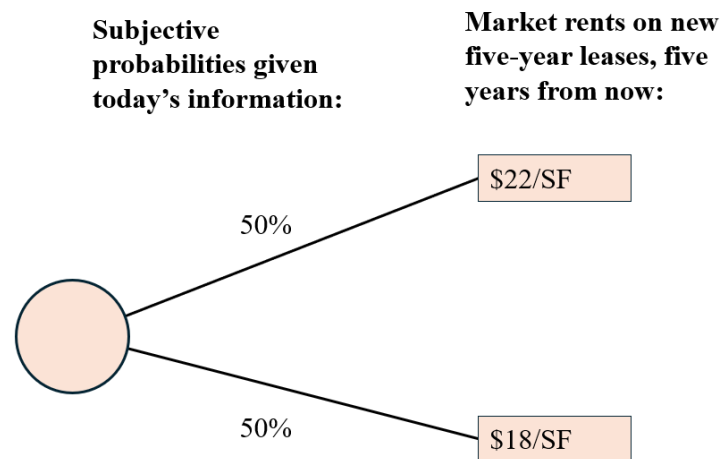 Subjective
probabilities given
today’s information:
Market rents on new
five-year leases, five
years from now:
$22/SF
50%
50%
$18/SF